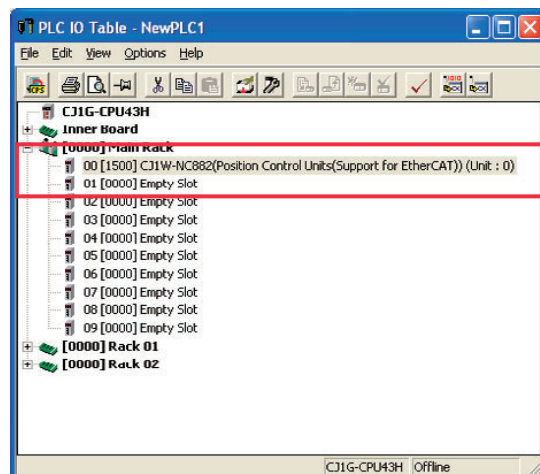 PLC IO Table - NewPLC1
File Edit View Options Help
CJ1G-CPU43H
Inner Board
[0000] Main Rack
00 [1500] CJ1W-NC882(Position Control Units(Support for EtherCAT)) (Unit : 0)
01 [0000] Empty Slot
02 [0000] Empty Slot
03 [0000] Empty Slot
04 [0000] Empty Slot
05 [0000] Empty Slot
06 [0000] Empty Slot
07 [0000] Empty Slot
08 [0000] Empty Slot
09 [0000] Empty Slot
[0000] Rack 01
[0000] Rack 02
CJ1G-CPU43H Offline